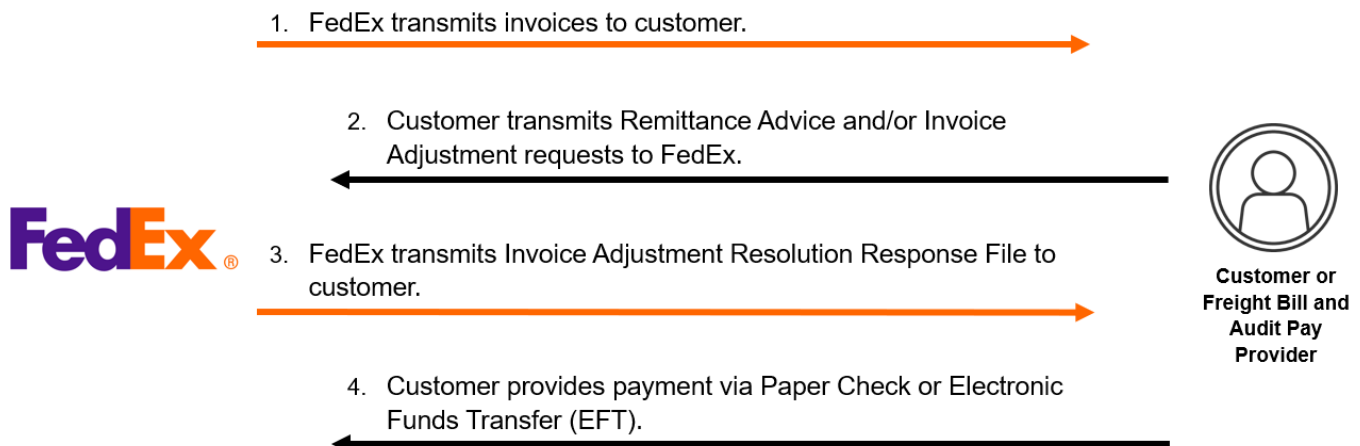 1. FedEx transmits invoices to customer.
2. Customer transmits Remittance Advice and/or Invoice
Adjustment requests to FedEx.
FedEx®
3. FedEx transmits Invoice Adjustment Resolution Response File to
customer.
Customer or
Freight Bill and
Audit Pay
Provider
4. Customer provides payment via Paper Check or Electronic
Funds Transfer (EFT).